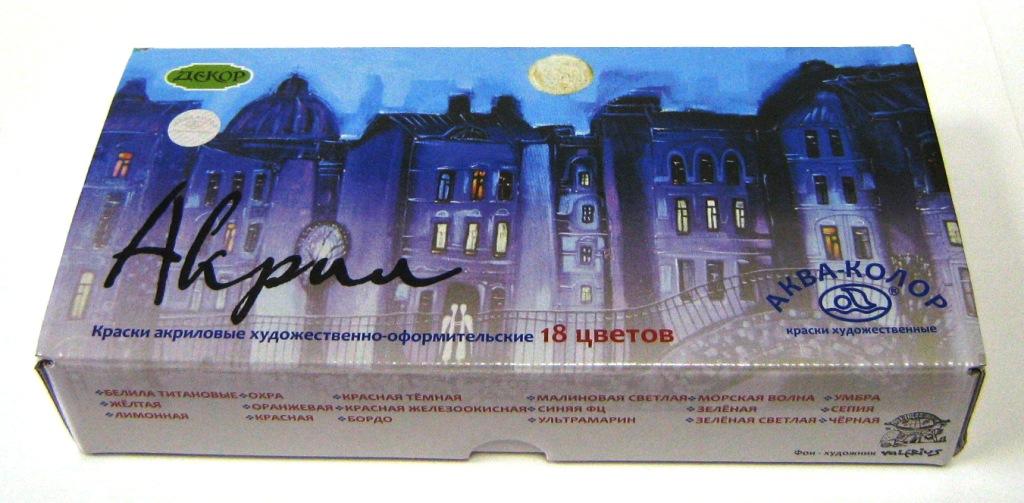 ДЕКОР
Акрил
АКВА-КОЛОР
®
краски художественные
Краски акриловые художественно-оформительские 18 цветов
БЕЛИЛА ТИТАНОВЫЕ ОХРА КРАСНАЯ ТЁМНАЯ МАЛИНОВАЯ СВЕТЛАЯ МОРСКАЯ ВОЛНА УМБРА
ЖЁЛТАЯ ОРАНЖЕВАЯ КРАСНАЯ ЖЕЛЕЗООКИСНАЯ СИНЯЯ ФЦ ЗЕЛЁНАЯ СЕПИЯ
ЛИМОННАЯ КРАСНАЯ БОРДО УЛЬТРАМАРИН ЗЕЛЁНАЯ СВЕТЛАЯ ЧЁРНАЯ
Фон - художник VALARIUS